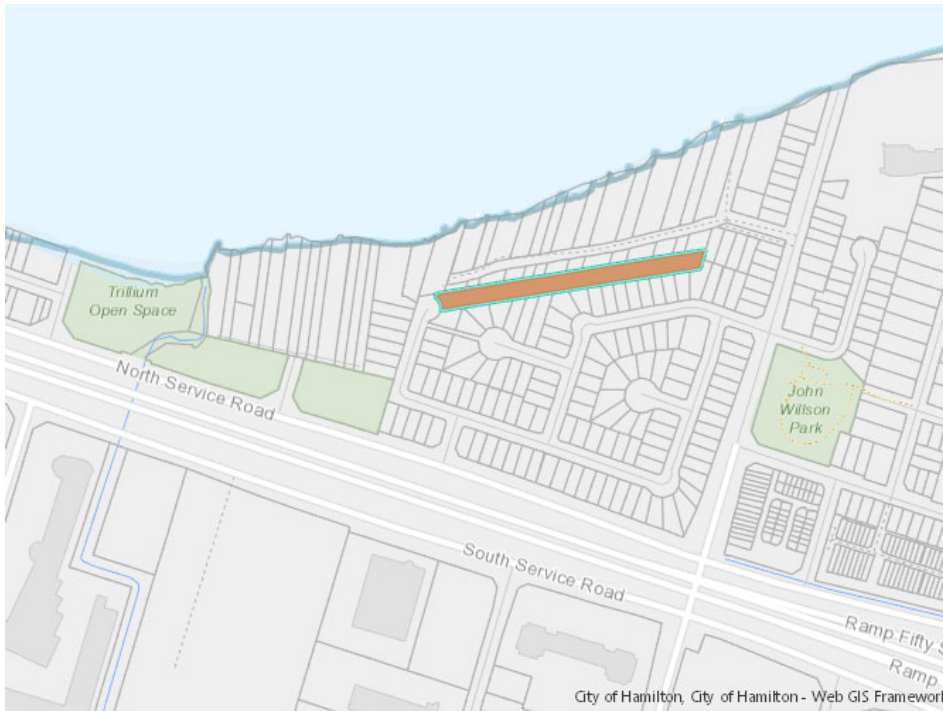 Trillium
Open Space
North Service Road
John
Willson
Park
South Service Road
Ramp Fifty S
Ramp
City of Hamilton, City of Hamilton - Web GIS Framework